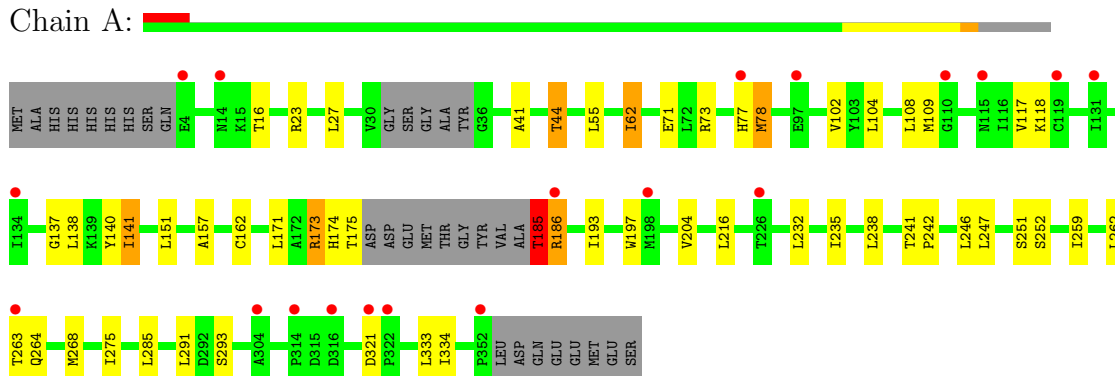 Chain A:
MET ALA HIS HIS HIS HIS HIS HIS SER GLN E4 N14 K15 T16 R23 L27 V30 GLY SER GLY ALA TYR G36 A41 T44 L55 I62 E71 L72 R73 H77 M78 E97 V102 Y103 L104 L108 M109 G110 N115 I116 V117 K118 C119 I131
I134 G137 L138 K139 Y140 I141 L151 A157 C162 L171 A172 R173 H174 T175 ASP ASP GLU MET THR GLY TYR VAL ALA T185 R186 I193 W197 M198 V204 L216 T226 L232 I235 L238 T241 P242 L246 L247 S251 S252 I259 L262
T263 Q264 M268 I275 L285 L291 D292 S293 A304 P314 D315 D316 D321 P322 L333 I334 P352 LEU ASP GLN GLU GLU MET GLU SER